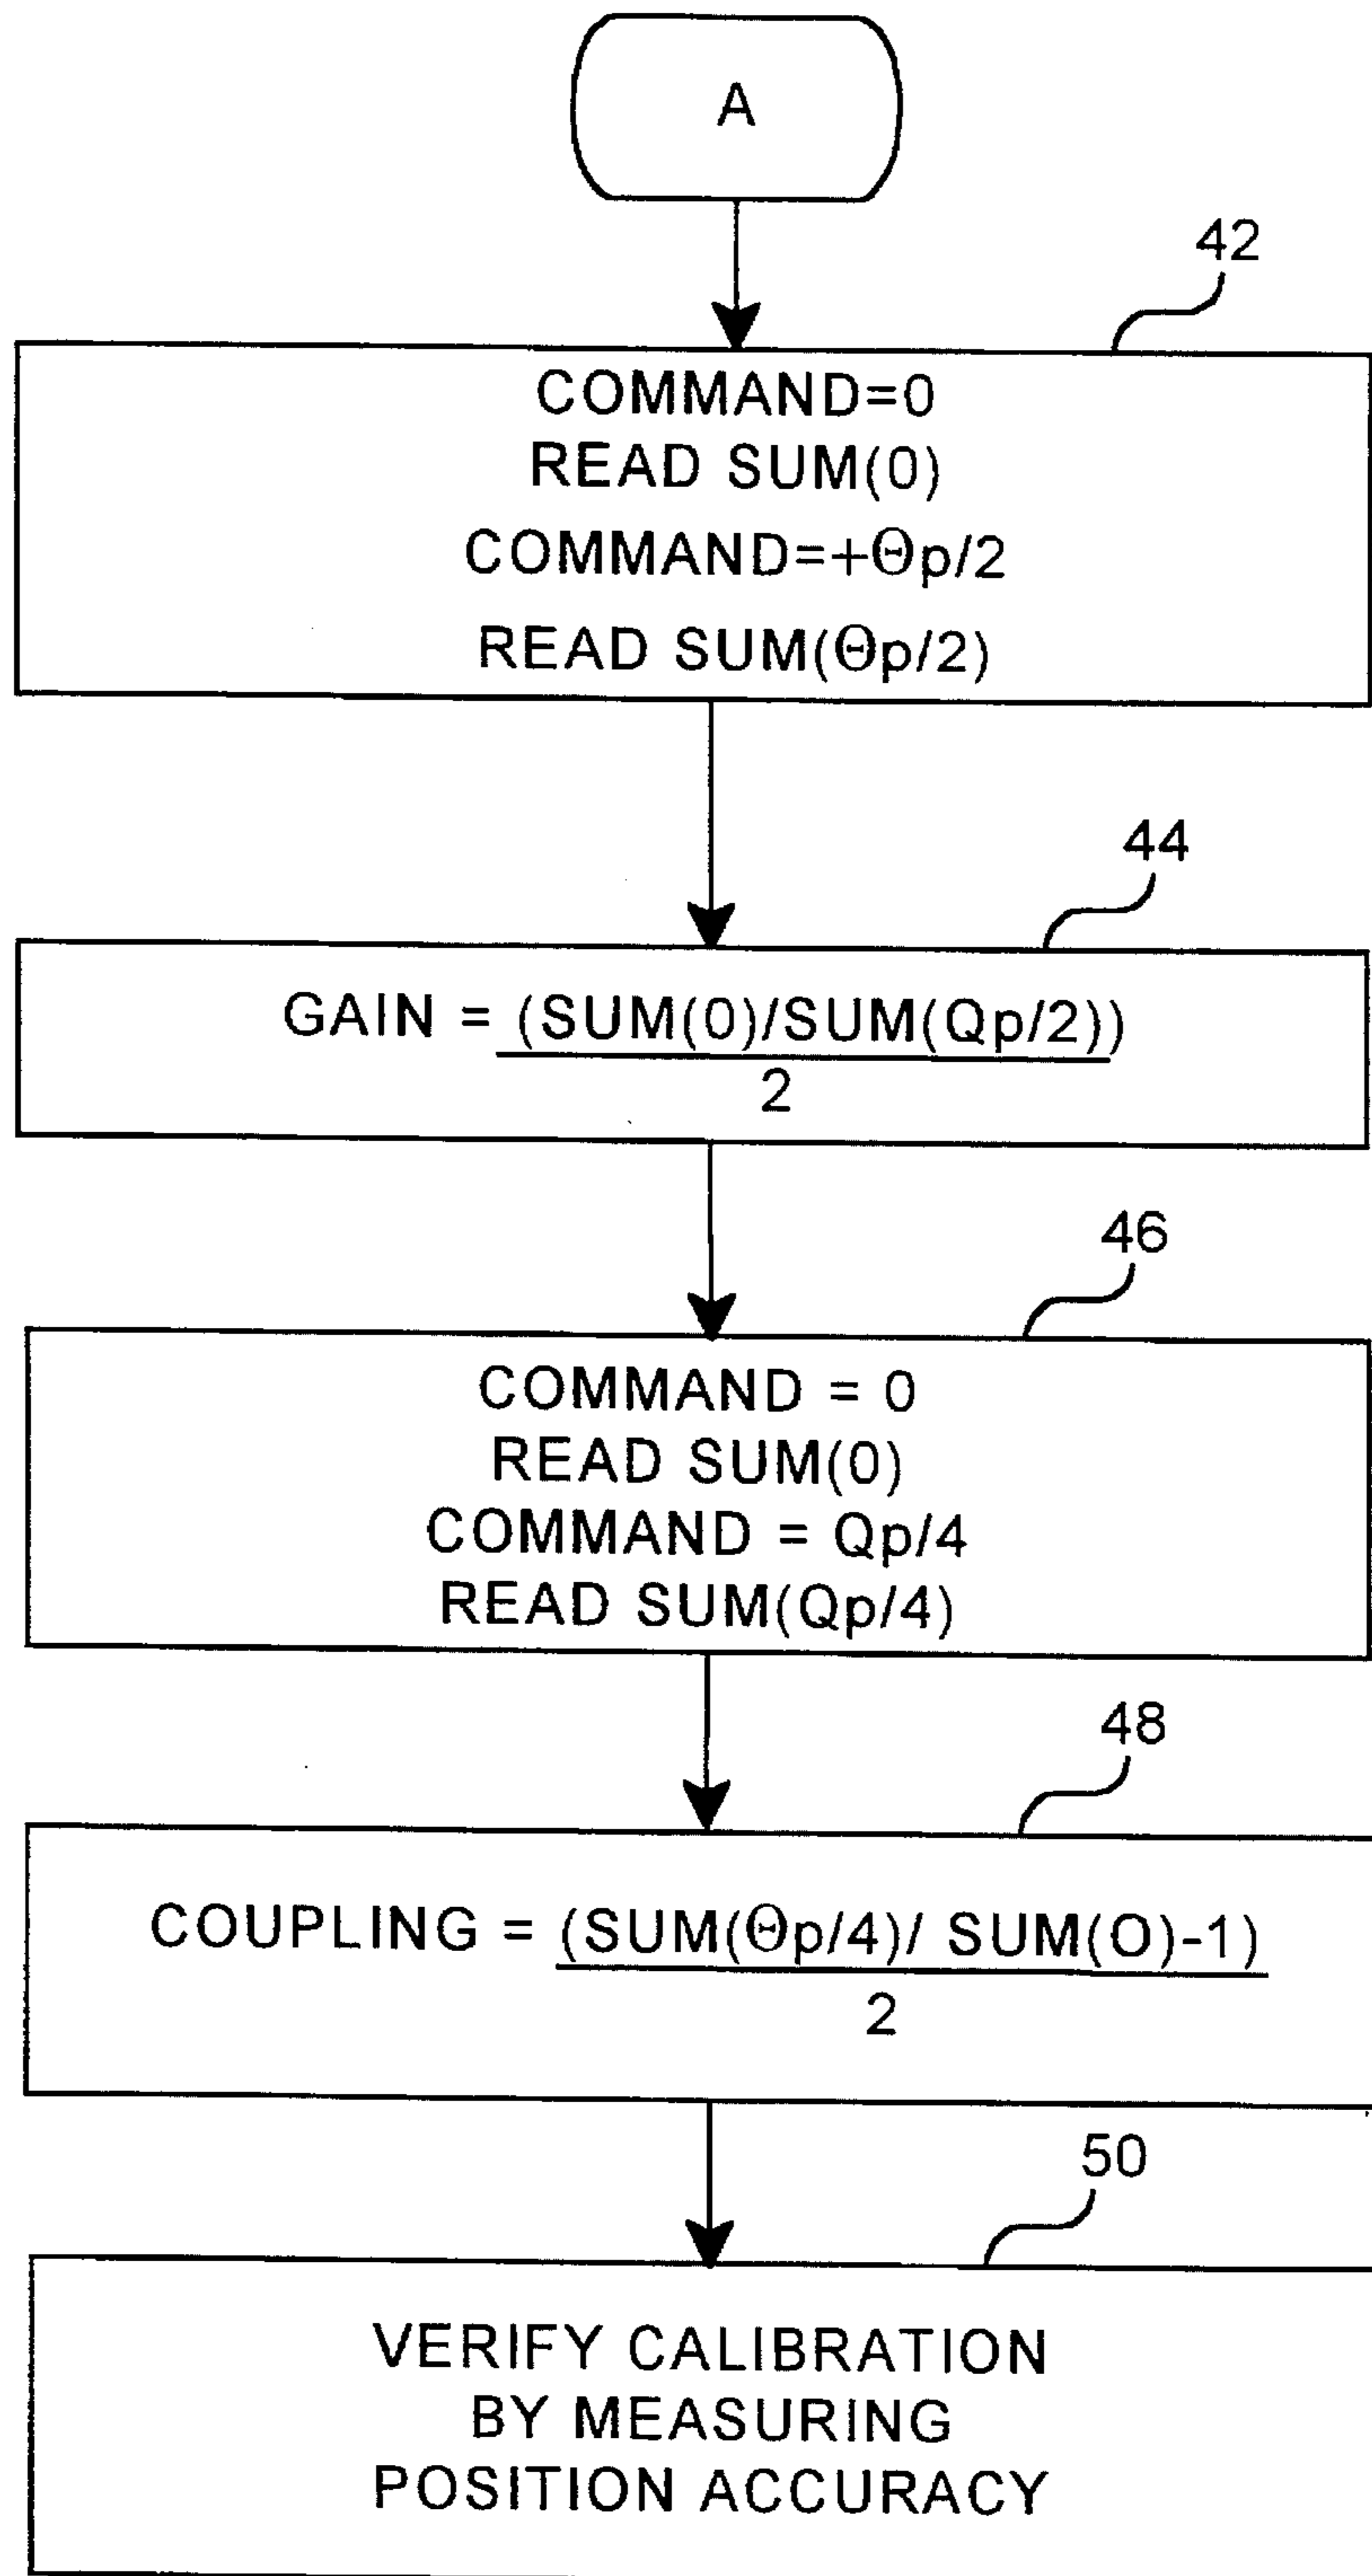 A
42
COMMAND=0
READ SUM(0)
COMMAND=+Θp/2
READ SUM(Θp/2)
44
GAIN = (SUM(0)/SUM(Qp/2))
2
46
COMMAND = 0
READ SUM(0)
COMMAND = Qp/4
READ SUM(Qp/4)
48
COUPLING = (SUM(Θp/4)/ SUM(O)-1)
2
50
VERIFY CALIBRATION
BY MEASURING
POSITION ACCURACY